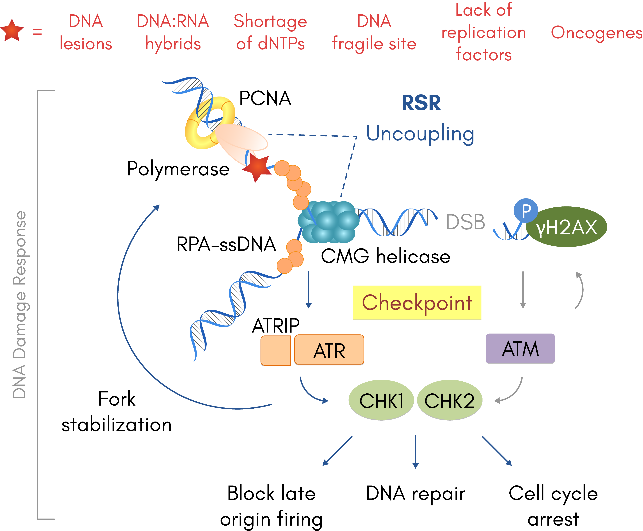 = DNA lesions
DNA:RNA hybrids
Shortage of dNTPs
DNA fragile site
Lack of replication factors
Oncogenes
PCNA
RSR
Uncoupling
Polymerase
RPA-ssDNA
CMG helicase
DSB
P
γH2AX
Checkpoint
ATRIP
ATR
ATM
DNA Damage Response
Fork
stabilization
CHK1
CHK2
Block late
origin firing
DNA repair
Cell cycle
arrest